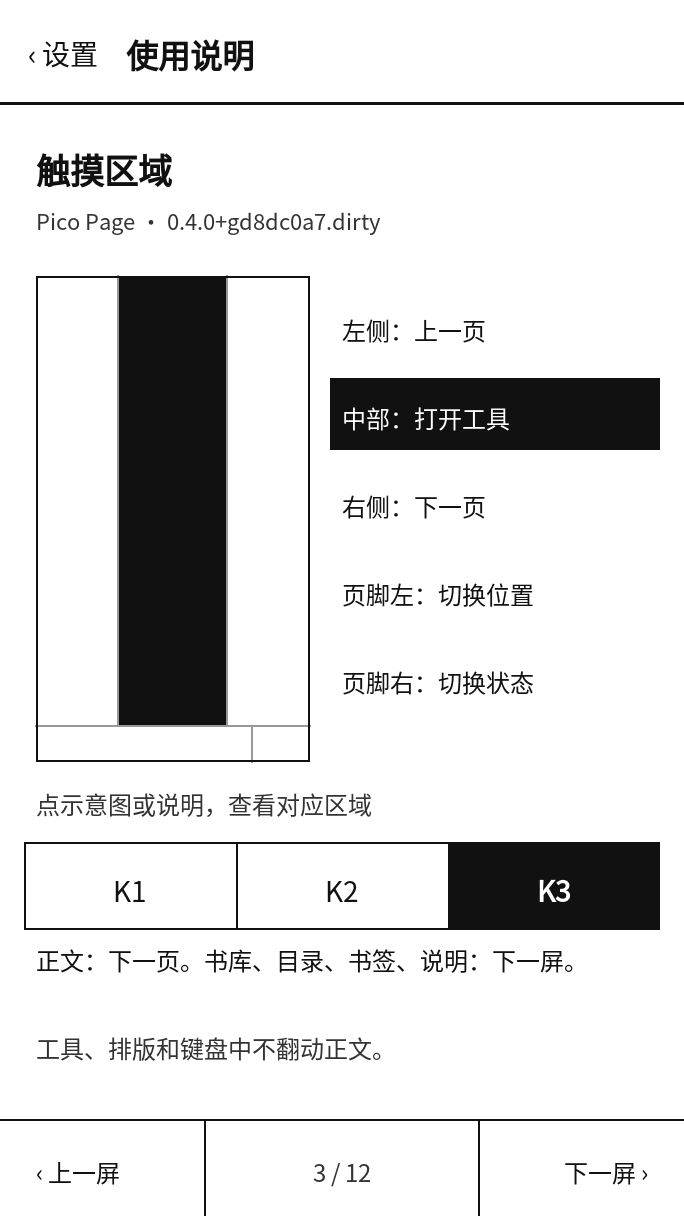 ‹ 设置 使用说明
触摸区域
Pico Page · 0.4.0+gd8dc0a7.dirty
左侧：上一页
中部：打开工具
右侧：下一页
页脚左：切换位置
页脚右：切换状态
点示意图或说明，查看对应区域
K1 K2 K3
正文：下一页。书库、目录、书签、说明：下一屏。
工具、排版和键盘中不翻动正文。
‹ 上一屏 3 / 12 下一屏 ›